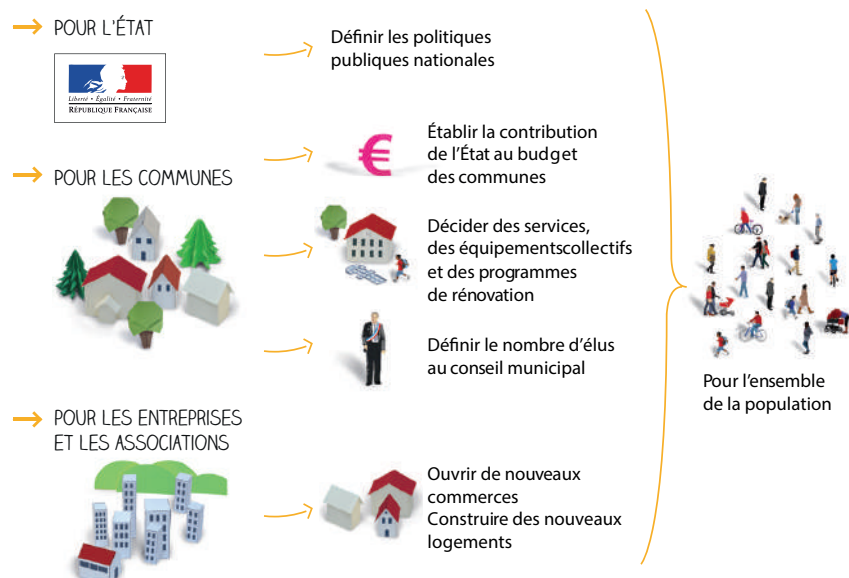 POUR L'ÉTAT
Liberté • Égalité • Fraternité
RÉPUBLIQUE FRANÇAISE
Définir les politiques
publiques nationales
POUR LES COMMUNES
€
Établir la contribution
de l'État au budget
des communes
Décider des services,
des équipementscollectifs
et des programmes
de rénovation
Définir le nombre d'élus
au conseil municipal
POUR LES ENTREPRISES
ET LES ASSOCIATIONS
Ouvrir de nouveaux
commerces
Construire des nouveaux
logements
Pour l'ensemble
de la population